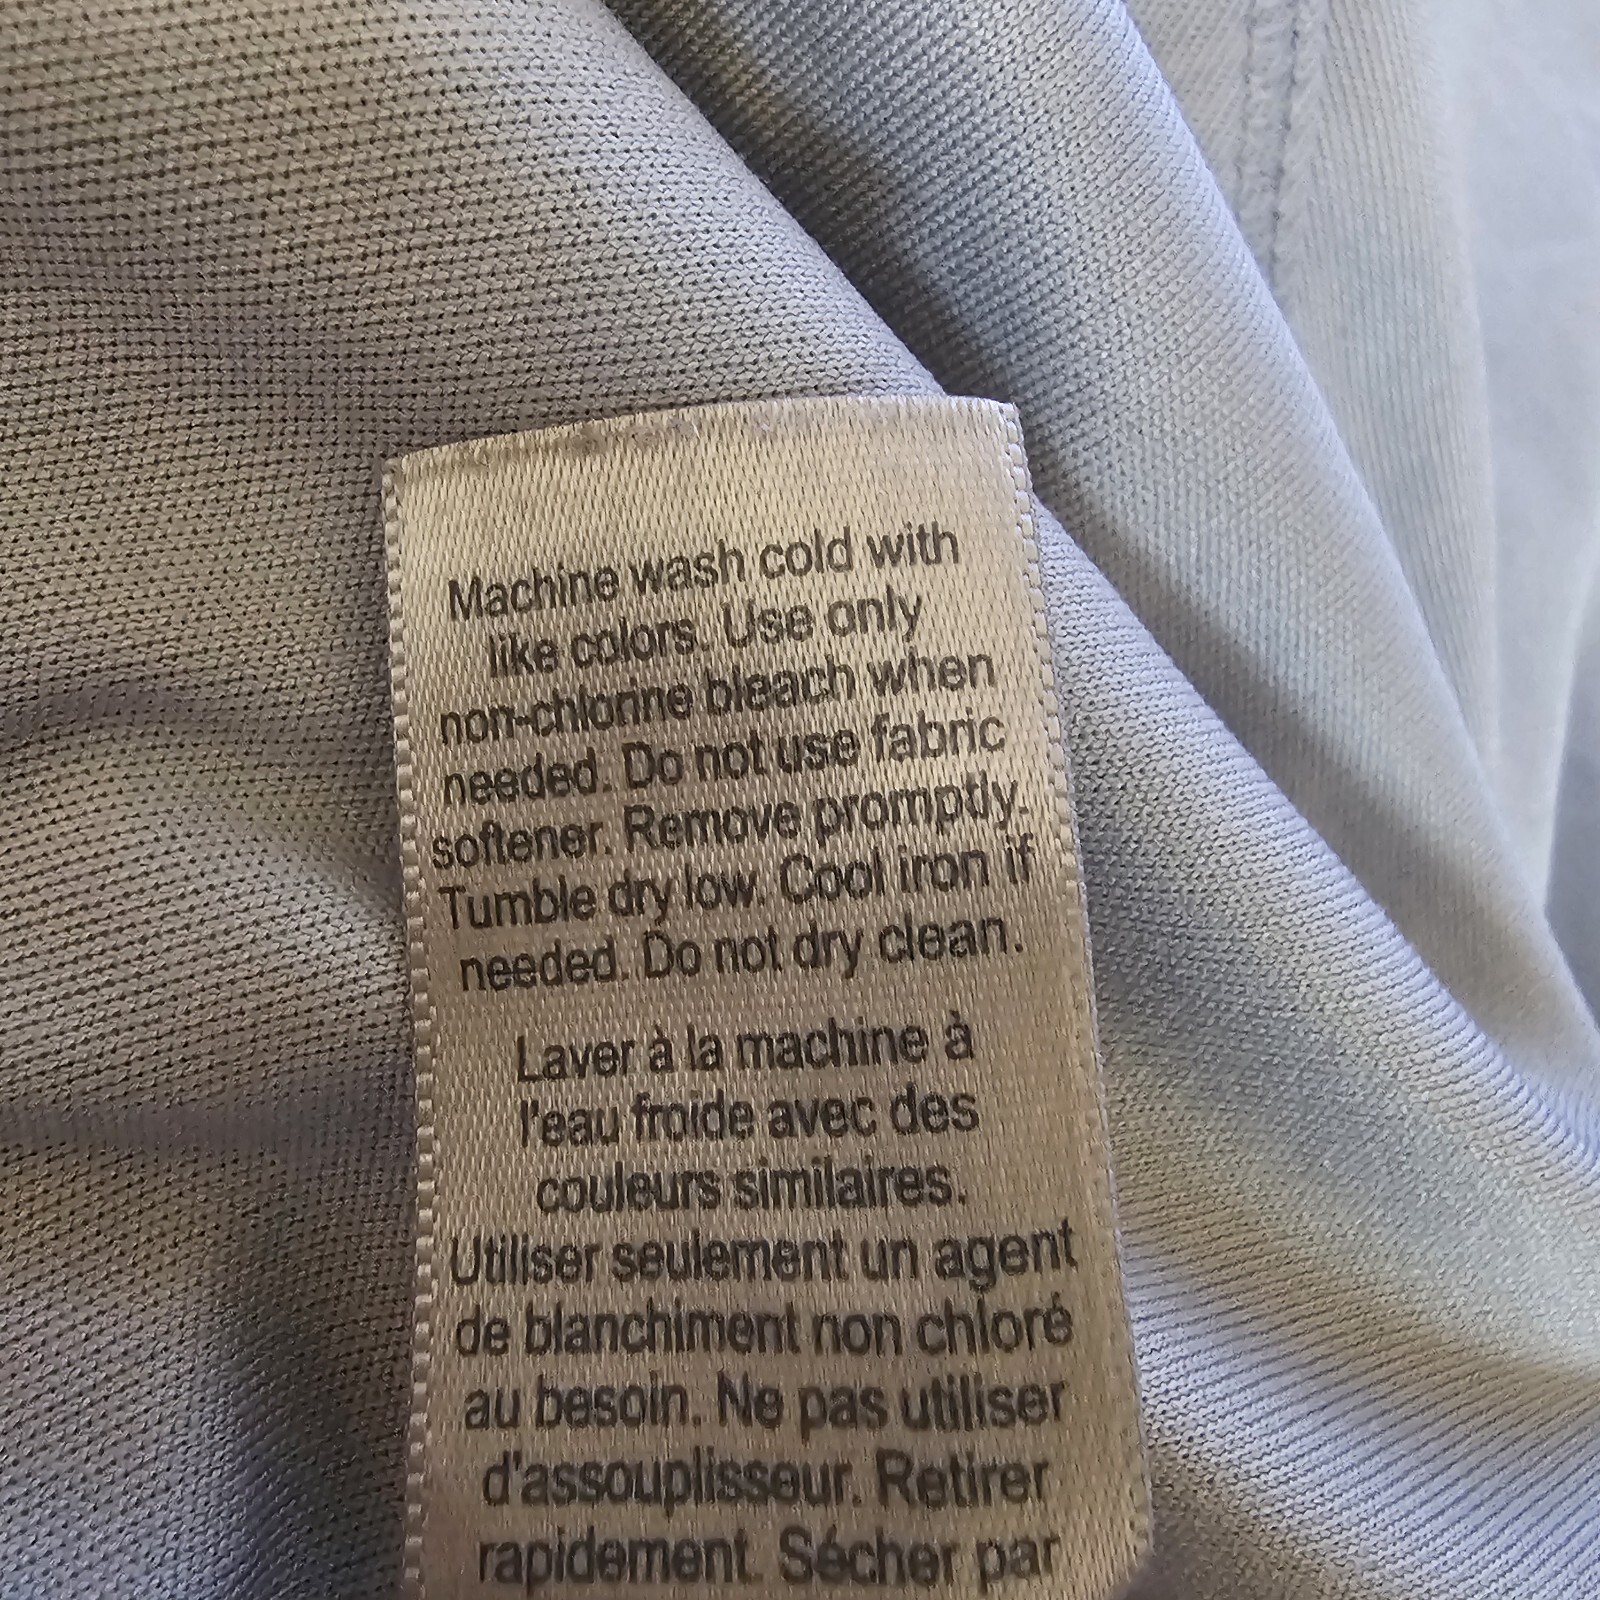 Machine wash cold with
like colors. Use only
non-chlorine bleach when
needed. Do not use fabric
softener. Remove promptly.
Tumble dry low. Cool iron if
needed. Do not dry clean.
Laver à la machine à
l'eau froide avec des
couleurs similaires.
Utiliser seulement un agent
de blanchiment non chloré
au besoin. Ne pas utiliser
d'assouplisseur. Retirer
rapidement. Sécher par